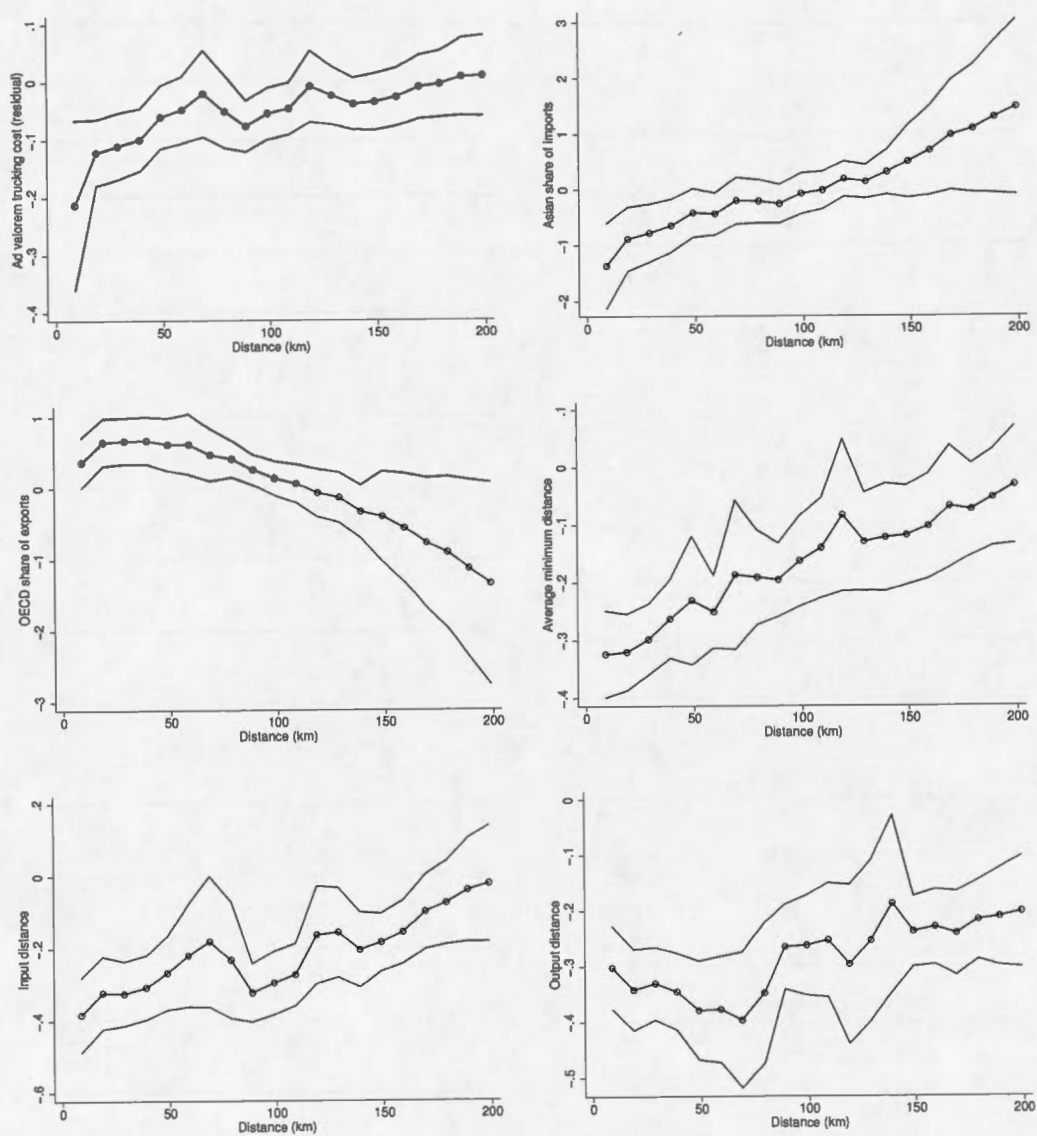 Ad valorem trucking cost (residual)
.1
0
-.1
-.2
-.3
-.4
0 50 100 150 200
Distance (km)
Asian share of imports
3
2
1
0
-1
-2
0 50 100 150 200
Distance (km)
OECD share of exports
1
0
-1
-2
-3
0 50 100 150 200
Distance (km)
Average minimum distance
.1
0
-.1
-.2
-.3
-.4
0 50 100 150 200
Distance (km)
Input distance
.2
0
-.2
-.4
-.6
0 50 100 150 200
Distance (km)
Output distance
0
-.1
-.2
-.3
-.4
-.5
0 50 100 150 200
Distance (km)